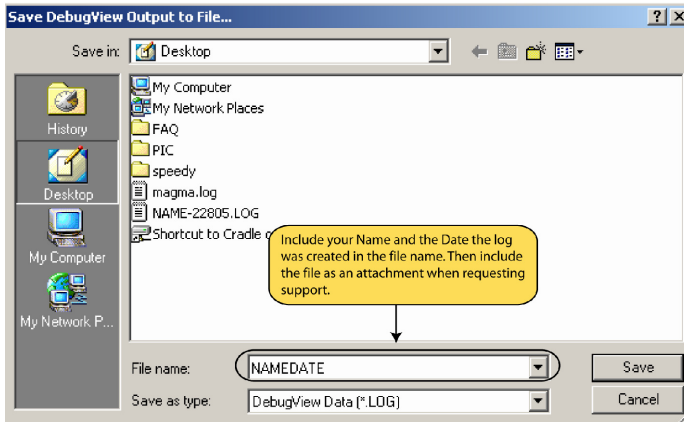 Save DebugView Output to File...
Save in:
Desktop
History
Desktop
My Computer
My Network P...
My Computer
My Network Places
FAQ
PIC
speedy
magma.log
NAME-22805.LOG
Shortcut to Cradle
Include your Name and the Date the log
was created in the file name. Then include
the file as an attachment when requesting
support.
File name:
NAMEDATE
Save
Save as type:
DebugView Data (*.LOG)
Cancel